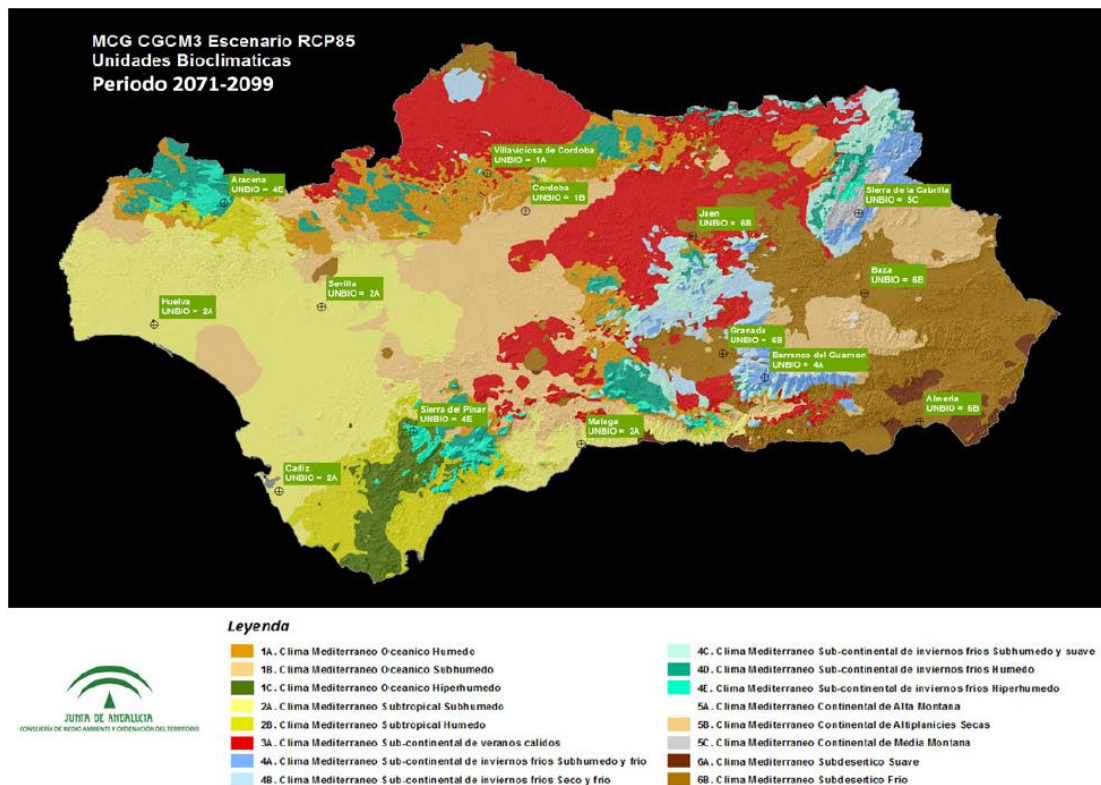 MCG CGCM3 Escenario RCP85
Unidades Bioclimaticas
Periodo 2071-2099
Villaviciosa de Cordoba
UNBIO = 1A
Aracena
UNBIO = 4E
Cordoba
UNBIO = 1B
Sierra de la Cabrilla
UNBIO = 5C
Jaen
UNBIO = 6B
Baza
UNBIO = 6B
Sevilla
UNBIO = 2A
Huelva
UNBIO = 2A
Granada
UNBIO = 6B
Barranco del Guarnon
UNBIO = 4A
Almeria
UNBIO = 6B
Sierra del Pinar
UNBIO = 4E
Malaga
UNBIO = 2A
Cadiz
UNBIO = 2A
Leyenda
1A. Clima Mediterraneo Oceanico Humedo
1B. Clima Mediterraneo Oceanico Subhumedo
1C. Clima Mediterraneo Oceanico Hiperhumedo
2A. Clima Mediterraneo Subtropical Subhumedo
2B. Clima Mediterraneo Subtropical Humedo
3A. Clima Mediterraneo Sub-continental de veranos calidos
4A. Clima Mediterraneo Sub-continental de inviernos frios Subhumedo y frio
4B. Clima Mediterraneo Sub-continental de inviernos frios Seco y frio
4C. Clima Mediterraneo Sub-continental de inviernos frios Subhumedo y suave
4D. Clima Mediterraneo Sub-continental de inviernos frios Humedo
4E. Clima Mediterraneo Sub-continental de inviernos frios Hiperhumedo
5A. Clima Mediterraneo Continental de Alta Montana
5B. Clima Mediterraneo Continental de Altiplanicies Secas
5C. Clima Mediterraneo Continental de Media Montana
6A. Clima Mediterraneo Subdesertico Suave
6B. Clima Mediterraneo Subdesertico Frio
JUNTA DE ANDALUCIA
CONSEJERÍA DE MEDIO AMBIENTE Y ORDENACIÓN DEL TERRITORIO